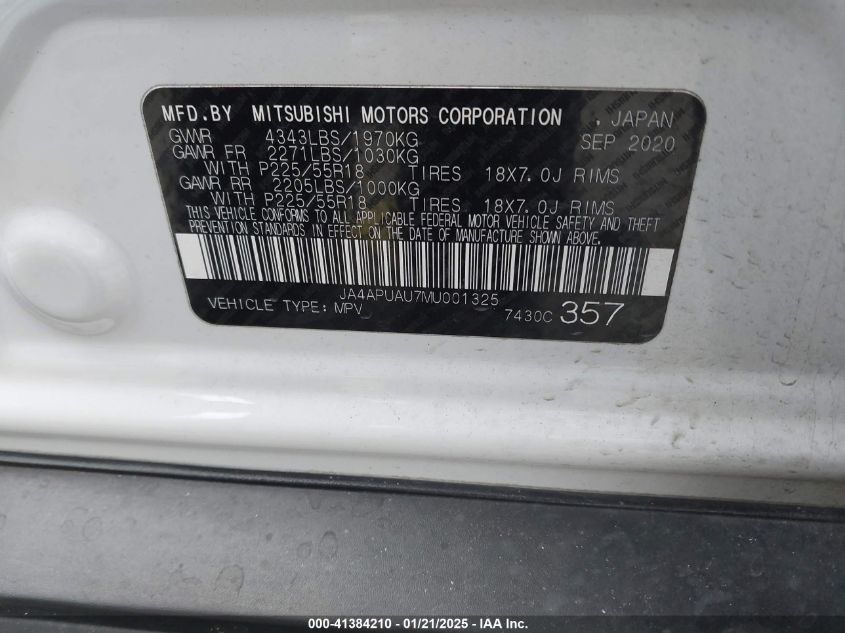 MFD.BY MITSUBISHI MOTORS CORPORATION , JAPAN
GVWR 4343LBS/1970KG SEP 2020
GAWR FR 2271LBS/1030KG
WITH P225/55R18 TIRES 18X7.0J RIMS
GAWR RR 2205LBS/1000KG
WITH P225/55R18 TIRES 18X7.0J RIMS
THIS VEHICLE CONFORMS TO ALL APPLICABLE FEDERAL MOTOR VEHICLE SAFETY AND THEFT
PREVENTION STANDARDS IN EFFECT ON THE DATE OF MANUFACTURE SHOWN ABOVE.
JA4APUAU7MU001325
VEHICLE TYPE: MPV 7430C 357
000-41384210 / 01/21/2025 - IAA Inc.